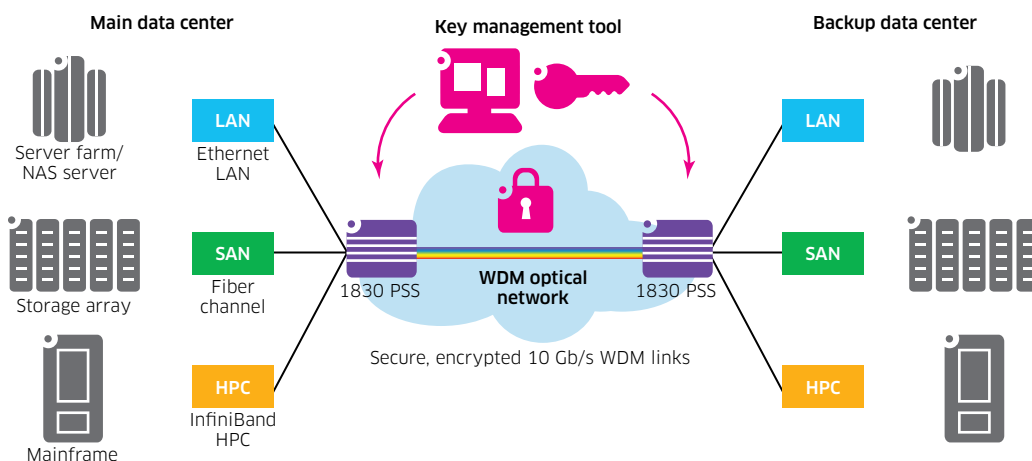 Main data center
Key management tool
Backup data center
LAN
Ethernet
LAN
Server farm/
NAS server
SAN
Fiber
channel
Storage array
HPC
InfiniBand
HPC
Mainframe
1830 PSS
WDM optical
network
1830 PSS
Secure, encrypted 10 Gb/s WDM links
LAN
SAN
HPC